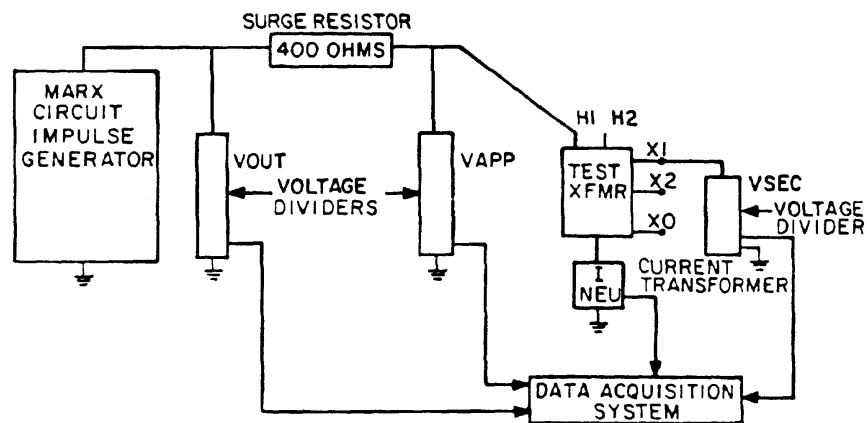 SURGE RESISTOR
400 OHMS
MARX
CIRCUIT
IMPULSE
GENERATOR
VOUT
VOLTAGE
DIVIDERS
VAPP
H1 H2
TEST
XFMR
X1
X2
X0
VSEC
VOLTAGE
DIVIDER
I
NEU
CURRENT
TRANSFORMER
DATA ACQUISITION
SYSTEM